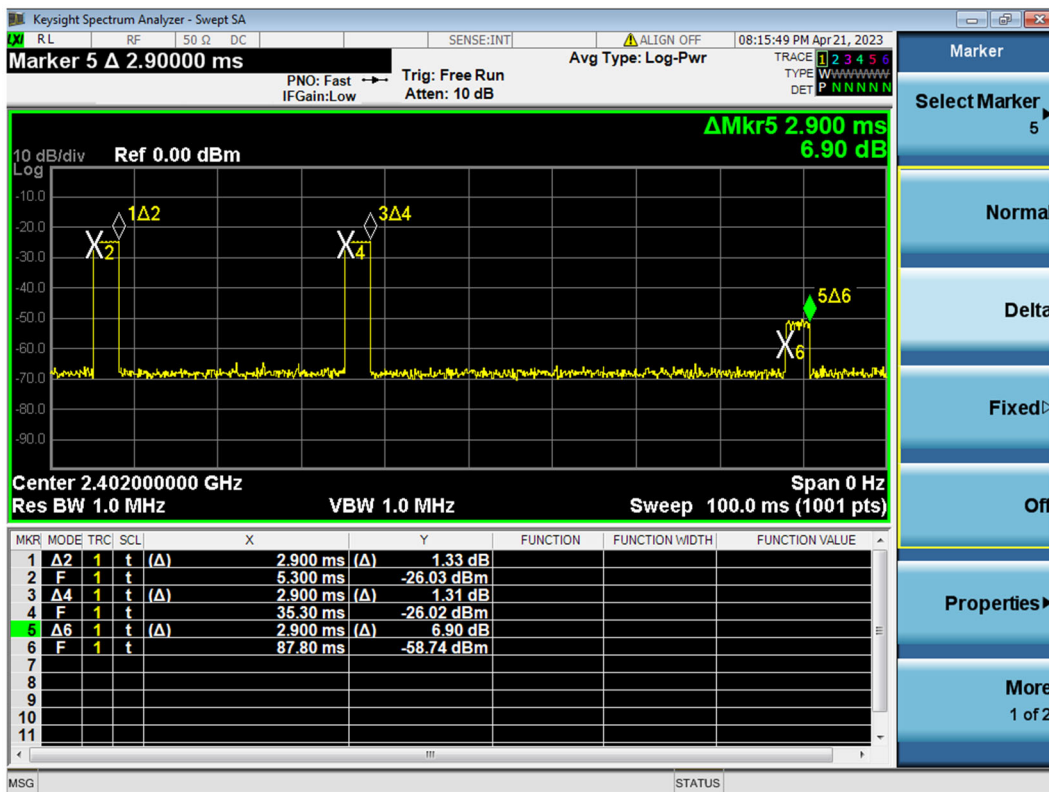 Keysight Spectrum Analyzer - Swept SA
LXI RL RF 50 Ω DC SENSE:INT ALIGN OFF 08:15:49 PM Apr 21, 2023
Marker 5 Δ 2.90000 ms
PNO: Fast
IFGain:Low
Trig: Free Run
Atten: 10 dB
Avg Type: Log-Pwr
TRACE 1 2 3 4 5 6
TYPE WWWWWW
DET P N N N N N
ΔMkr5 2.900 ms
6.90 dB
10 dB/div Ref 0.00 dBm
Log
-10.0
-20.0
-30.0
-40.0
-50.0
-60.0
-70.0
-80.0
-90.0
1Δ2
2
3Δ4
4
5Δ6
6
Center 2.402000000 GHz Span 0 Hz
Res BW 1.0 MHz VBW 1.0 MHz Sweep 100.0 ms (1001 pts)
MKR MODE TRC SCL X Y FUNCTION FUNCTION WIDTH FUNCTION VALUE
1 Δ2 1 t (Δ) 2.900 ms (Δ) 1.33 dB
2 F 1 t 5.300 ms -26.03 dBm
3 Δ4 1 t (Δ) 2.900 ms (Δ) 1.31 dB
4 F 1 t 35.30 ms -26.02 dBm
5 Δ6 1 t (Δ) 2.900 ms (Δ) 6.90 dB
6 F 1 t 87.80 ms -58.74 dBm
7
8
9
10
11
MSG STATUS
Marker
Select Marker
5
Normal
Delta
Fixed
Off
Properties
More
1 of 2